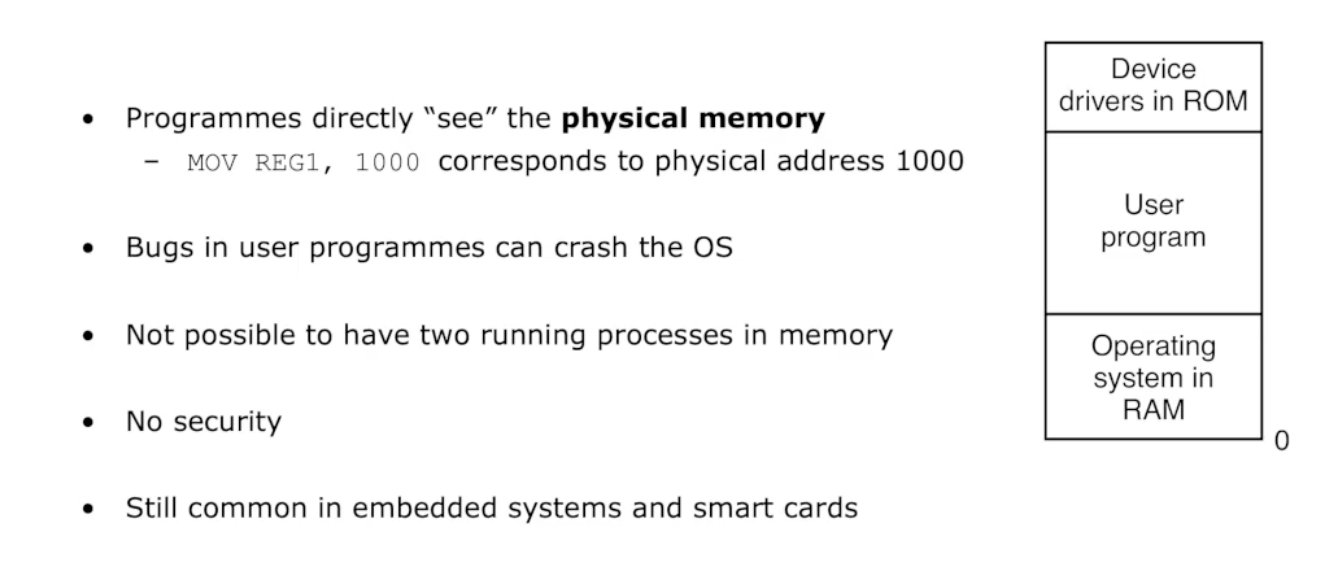 • Programmes directly “see” the physical memory
– MOV REG1, 1000 corresponds to physical address 1000
• Bugs in user programmes can crash the OS
• Not possible to have two running processes in memory
• No security
• Still common in embedded systems and smart cards
Device
drivers in ROM
User
program
Operating
system in
RAM
0